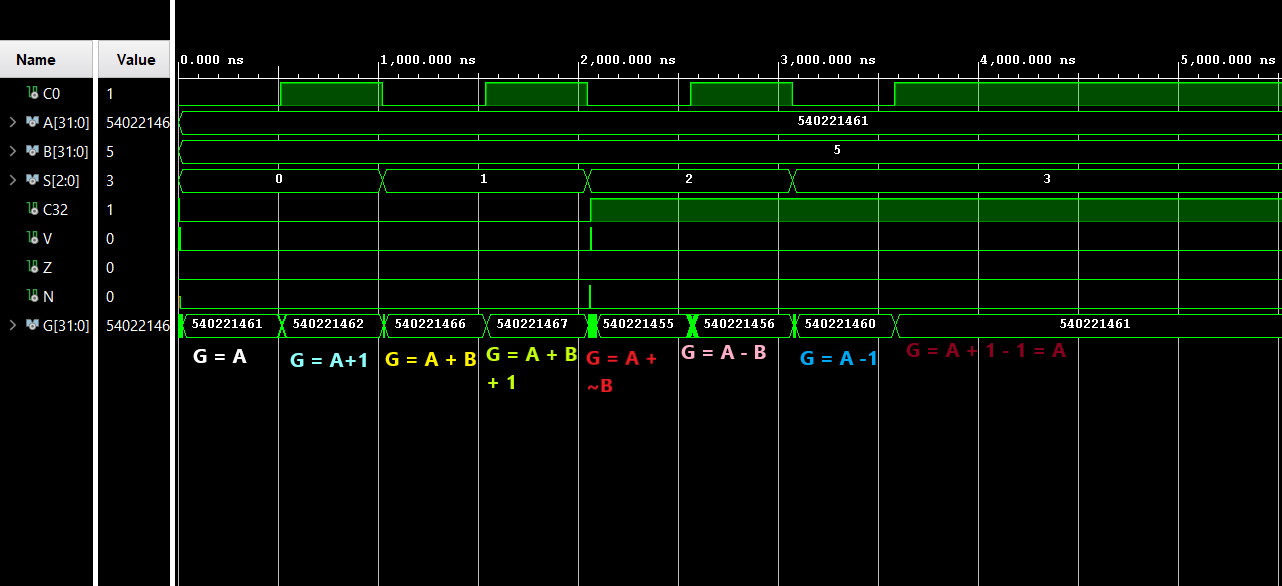 Name Value 0.000 ns 1,000.000 ns 2,000.000 ns 3,000.000 ns 4,000.000 ns 5,000.000 ns
C0 1
A[31:0] 54022146 540221461
B[31:0] 5 5
S[2:0] 3 0 1 2 3
C32 1
V 0
Z 0
N 0
G[31:0] 54022146 540221461 540221462 540221466 540221467 540221455 540221456 540221460 540221461
G = A G = A+1 G = A + B G = A + B G = A + G = A - B G = A -1 G = A + 1 - 1 = A
+ 1 ~B